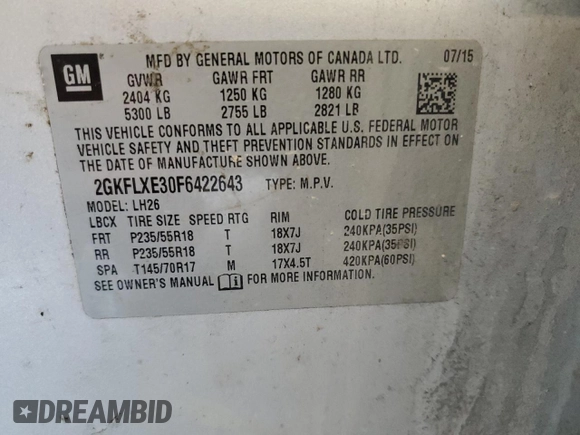 GM
MFD BY GENERAL MOTORS OF CANADA LTD. 07/15
GVWR GAWR FRT GAWR RR
2404 KG 1250 KG 1280 KG
5300 LB 2755 LB 2821 LB
THIS VEHICLE CONFORMS TO ALL APPLICABLE U.S. FEDERAL MOTOR
VEHICLE SAFETY AND THEFT PREVENTION STANDARDS IN EFFECT ON
THE DATE OF MANUFACTURE SHOWN ABOVE.
2GKFLXE30F6422643 TYPE: M.P.V.
MODEL: LH26
LBCX TIRE SIZE SPEED RTG RIM COLD TIRE PRESSURE
FRT P235/55R18 T 18X7J 240KPA(35PSI)
RR P235/55R18 T 18X7J 240KPA(35PSI)
SPA T145/70R17 M 17X4.5T 420KPA(60PSI)
SEE OWNER'S MANUAL FOR MORE INFORMATION.
DREAMBID